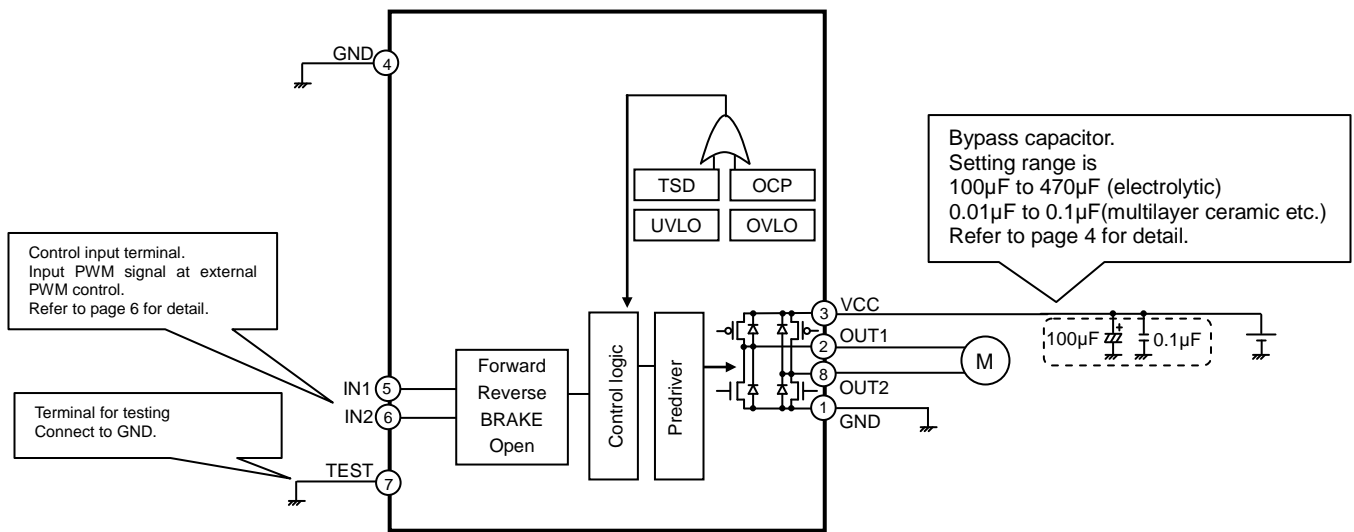 GND
4
TSD
OCP
UVLO
OVLO
Bypass capacitor.
Setting range is
100µF to 470µF (electrolytic)
0.01µF to 0.1µF(multilayer ceramic etc.)
Refer to page 4 for detail.
Control input terminal.
Input PWM signal at external
PWM control.
Refer to page 6 for detail.
Terminal for testing
Connect to GND.
IN1
5
IN2
6
TEST
7
Forward
Reverse
BRAKE
Open
Control logic
Predriver
3
VCC
2
OUT1
8
OUT2
1
GND
M
100µF
+
0.1µF